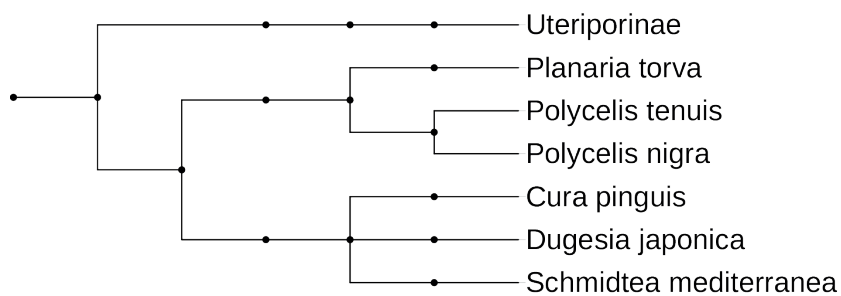 Uteriporinae
Planaria torva
Polycelis tenuis
Polycelis nigra
Cura pinguis
Dugesia japonica
Schmidtea mediterranea